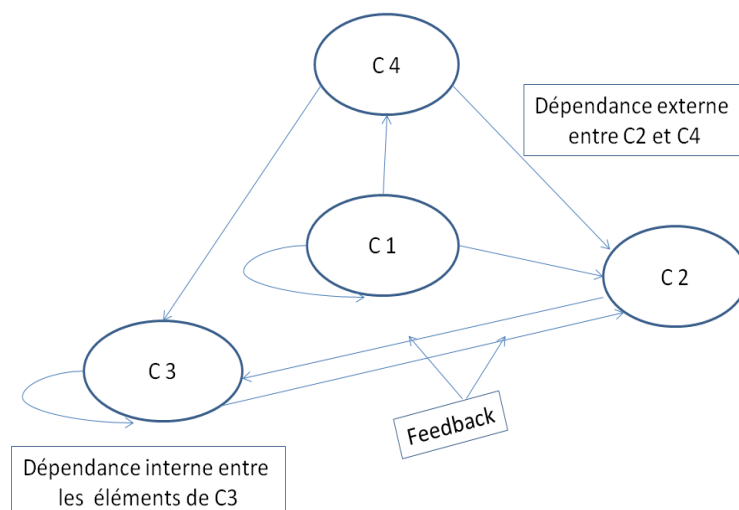 C 4
Dépendance externe
entre C2 et C4
C 1
C 2
C 3
Feedback
Dépendance interne entre
les éléments de C3